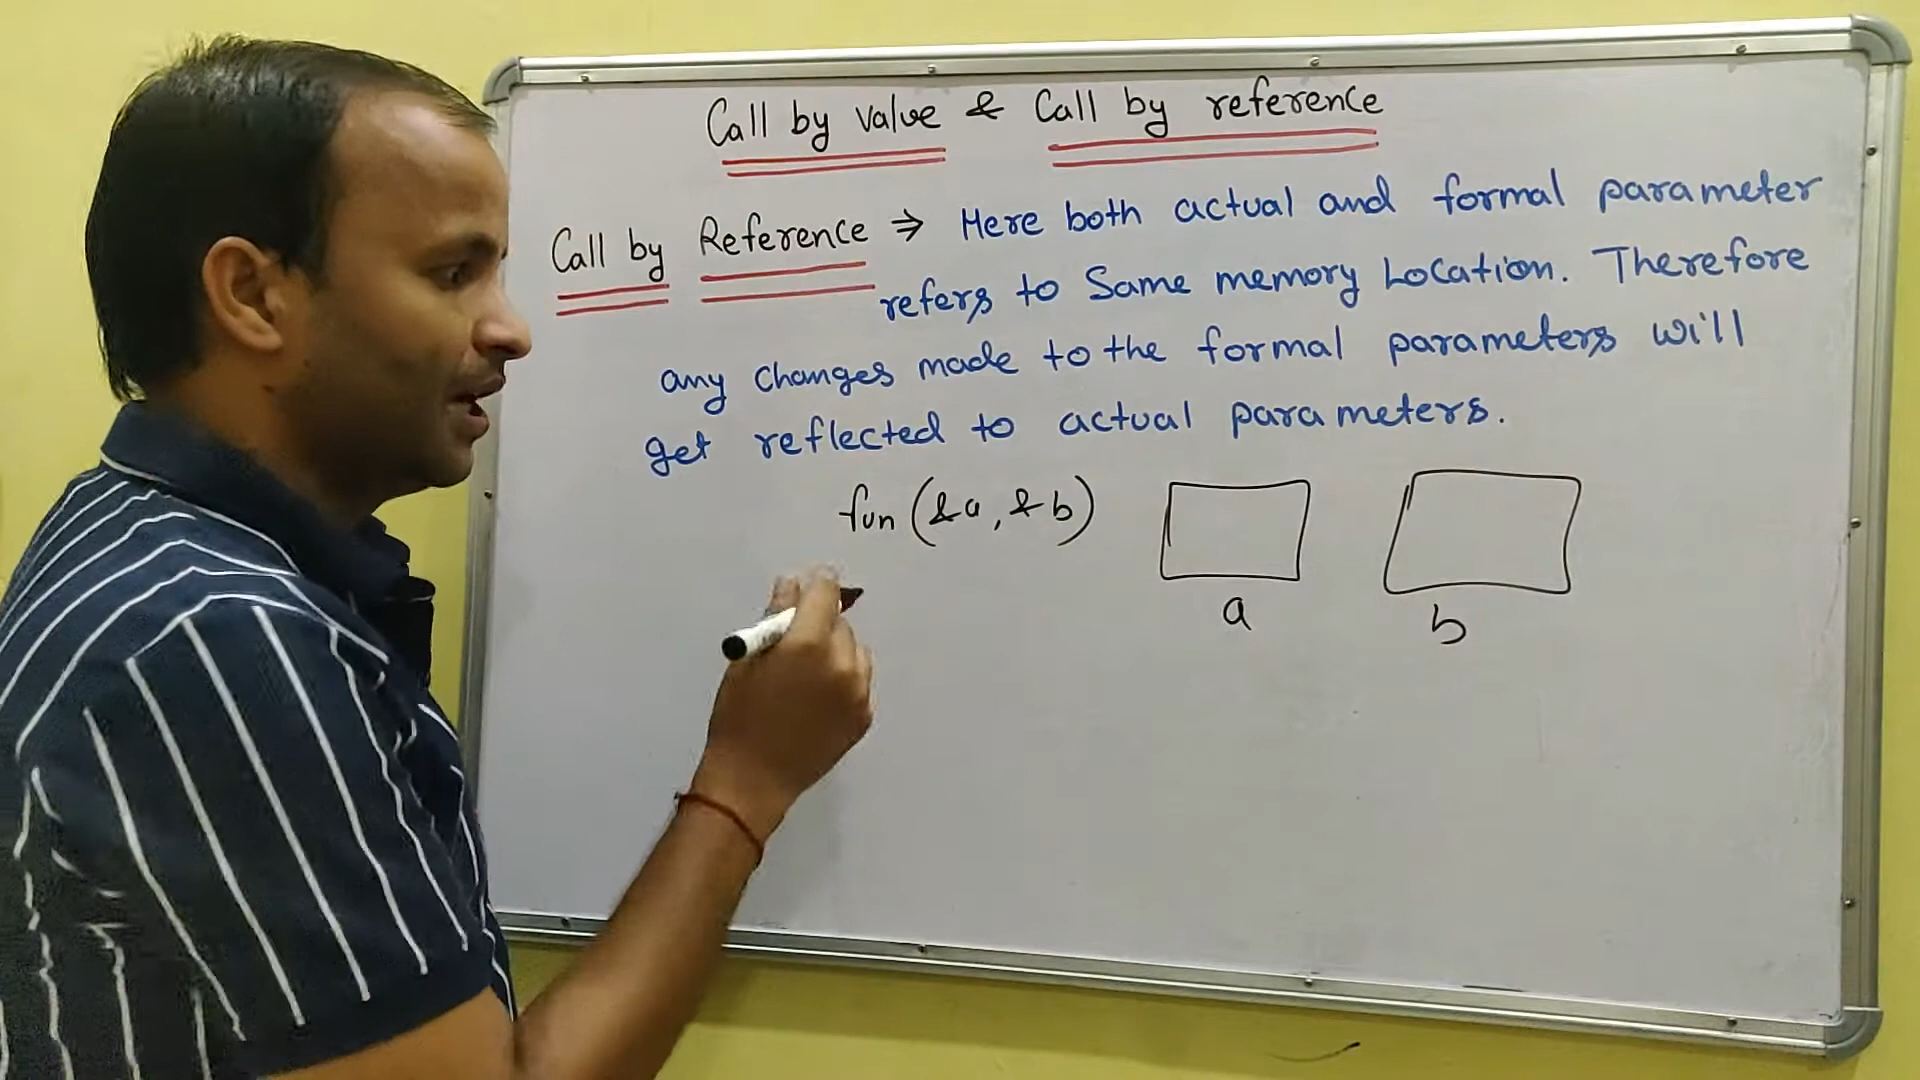 Call by value & Call by reference
Call by Reference ⇒ Here both actual and formal parameter
refers to Same memory Location. Therefore
any changes made to the formal parameters will
get reflected to actual parameters.
fun (&a, &b)
a b